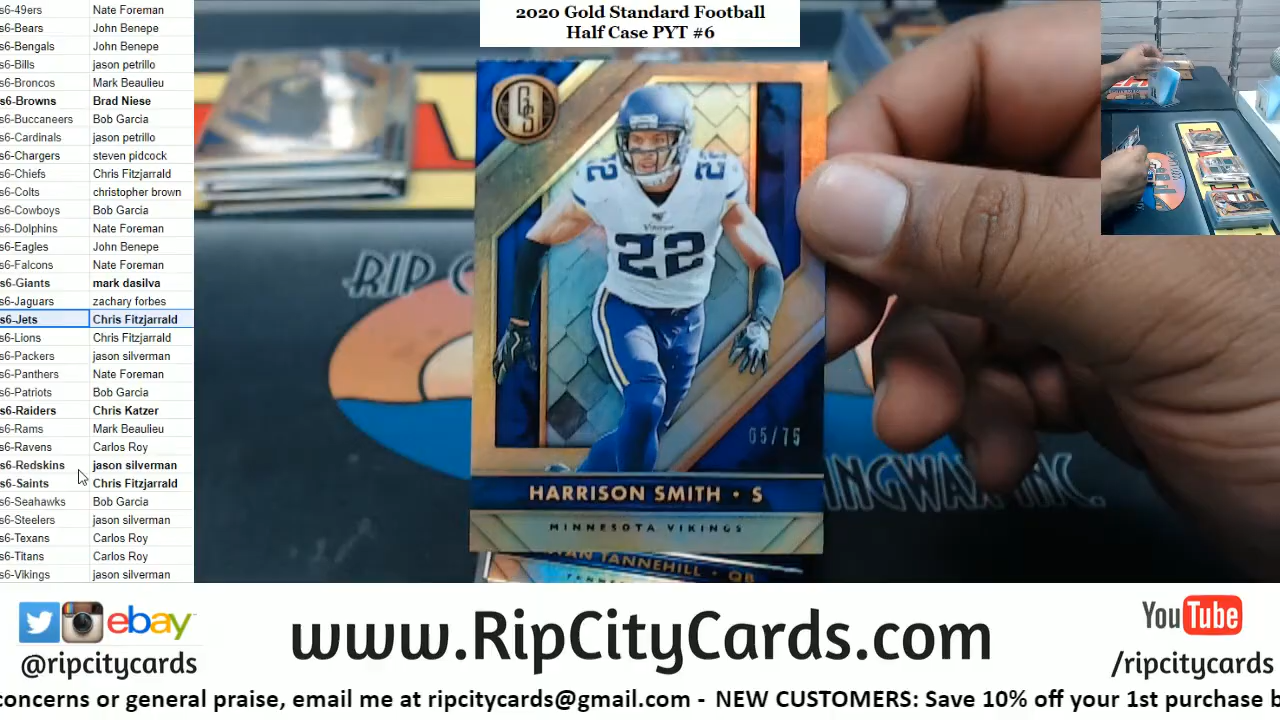 2020 Gold Standard Football
Half Case PYT #6
s6-49ers Nate Foreman
s6-Bears John Benepe
s6-Bengals John Benepe
s6-Bills jason petrillo
s6-Broncos Mark Beaulieu
s6-Browns Brad Niese
s6-Buccaneers Bob Garcia
s6-Cardinals jason petrillo
s6-Chargers steven pidcock
s6-Chiefs Chris Fitzjarrald
s6-Colts christopher brown
s6-Cowboys Bob Garcia
s6-Dolphins Nate Foreman
s6-Eagles John Benepe
s6-Falcons Nate Foreman
s6-Giants mark dasilva
s6-Jaguars zachary forbes
s6-Jets Chris Fitzjarrald
s6-Lions Chris Fitzjarrald
s6-Packers jason silverman
s6-Panthers Nate Foreman
s6-Patriots Bob Garcia
s6-Raiders Chris Katzer
s6-Rams Mark Beaulieu
s6-Ravens Carlos Roy
s6-Redskins jason silverman
s6-Saints Chris Fitzjarrald
s6-Seahawks Bob Garcia
s6-Steelers jason silverman
s6-Texans Carlos Roy
s6-Titans Carlos Roy
s6-Vikings jason silverman
GS
22
22
Vikings
22
05/75
HARRISON SMITH • S
MINNESOTA VIKINGS
TANNEHILL • QB
RIP C
INGWAX INC.
ebay
@ripcitycards
www.RipCityCards.com
YouTube
/ripcitycards
concerns or general praise, email me at ripcitycards@gmail.com - NEW CUSTOMERS: Save 10% off your 1st purchase b